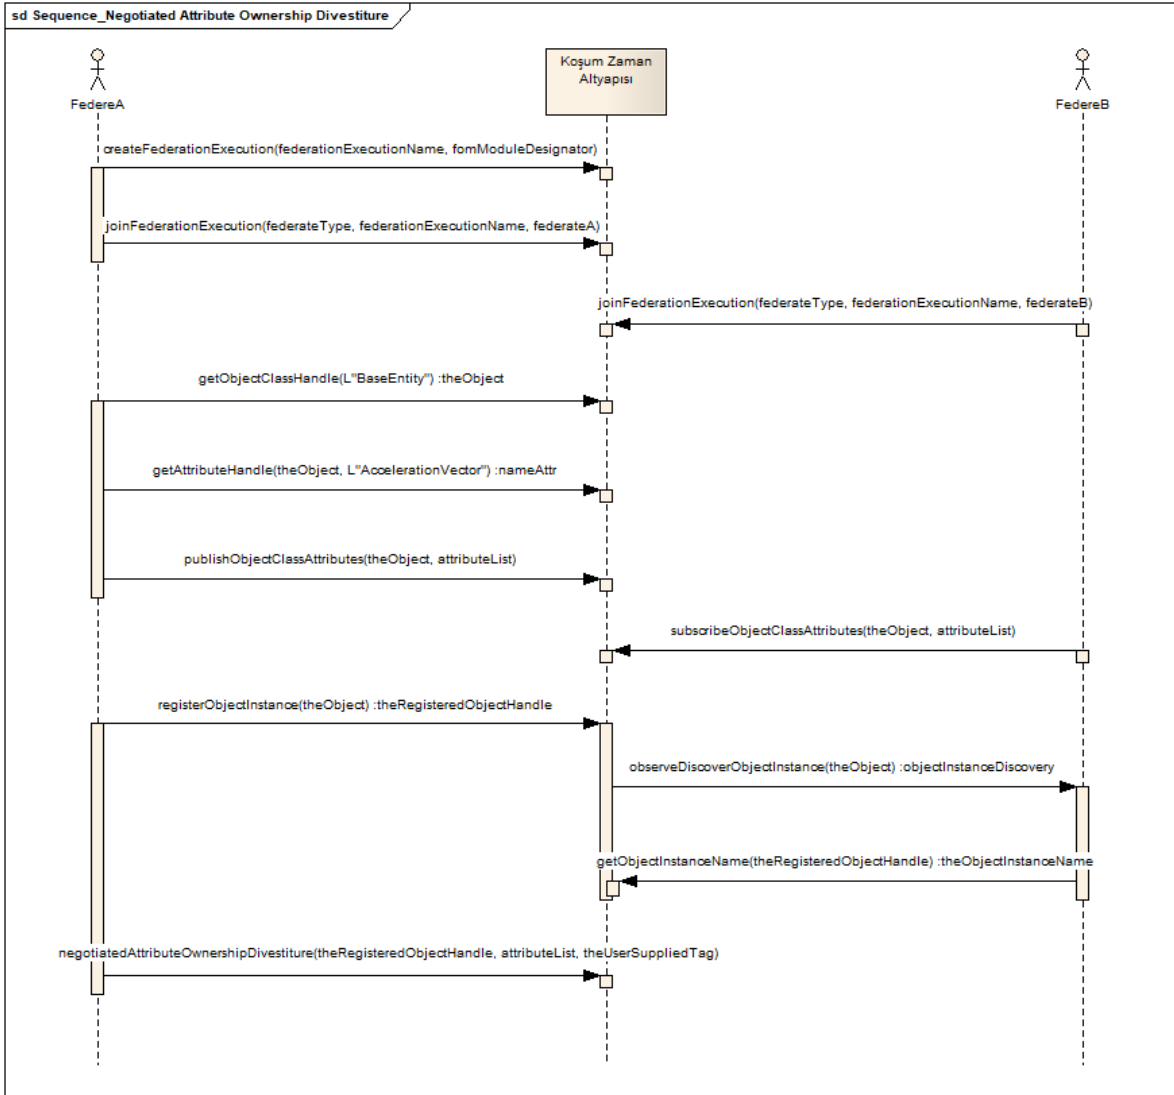 sd Sequence_Negotiated Attribute Ownership Divestiture
FedereA
Koşum Zaman
Altyapısı
FedereB
createFederationExecution(federationExecutionName, fomModuleDesignator)
joinFederationExecution(federateType, federationExecutionName, federateA)
joinFederationExecution(federateType, federationExecutionName, federateB)
getObjectClassHandle(L"BaseEntity") :theObject
getAttributeHandle(theObject, L"AccelerationVector") :nameAttr
publishObjectClassAttributes(theObject, attributeList)
subscribeObjectClassAttributes(theObject, attributeList)
registerObjectInstance(theObject) :theRegisteredObjectHandle
observeDiscoverObjectInstance(theObject) :objectInstanceDiscovery
getObjectInstanceName(theRegisteredObjectHandle) :theObjectInstanceName
negotiatedAttributeOwnershipDivestiture(theRegisteredObjectHandle, attributeList, theUserSuppliedTag)